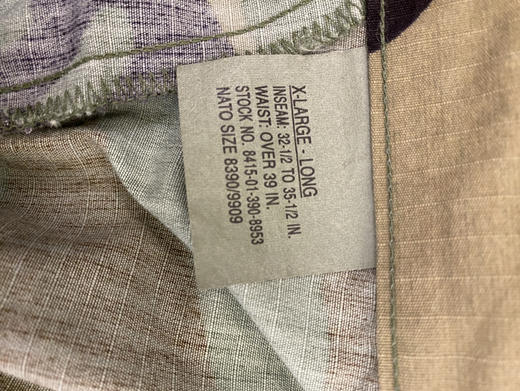 X-LARGE - LONG
INSEAM: 32-1/2 TO 35-1/2 IN.
WAIST: OVER 39 IN.
STOCK NO. 8415-01-390-8953
NATO SIZE 8390/9909